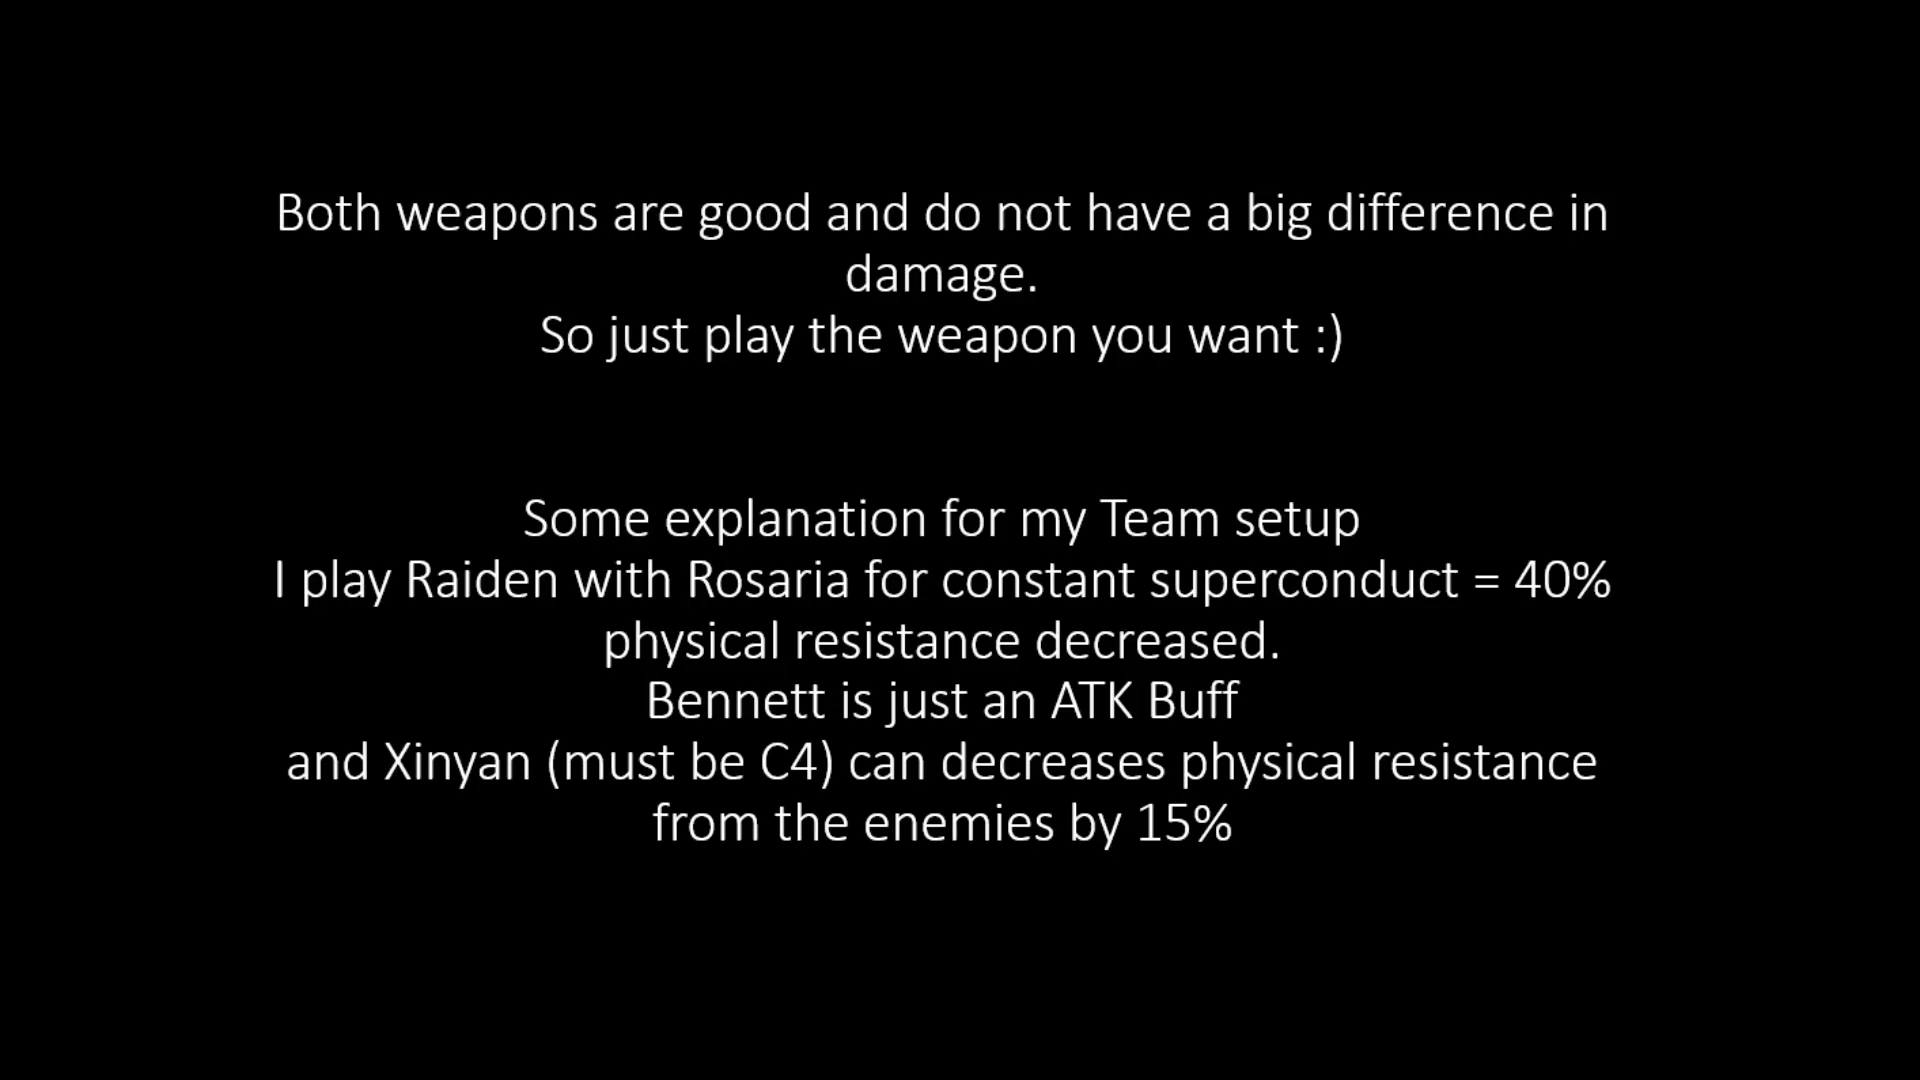 Both weapons are good and do not have a big difference in
damage.
So just play the weapon you want :)
Some explanation for my Team setup
I play Raiden with Rosaria for constant superconduct = 40%
physical resistance decreased.
Bennett is just an ATK Buff
and Xinyan (must be C4) can decreases physical resistance
from the enemies by 15%